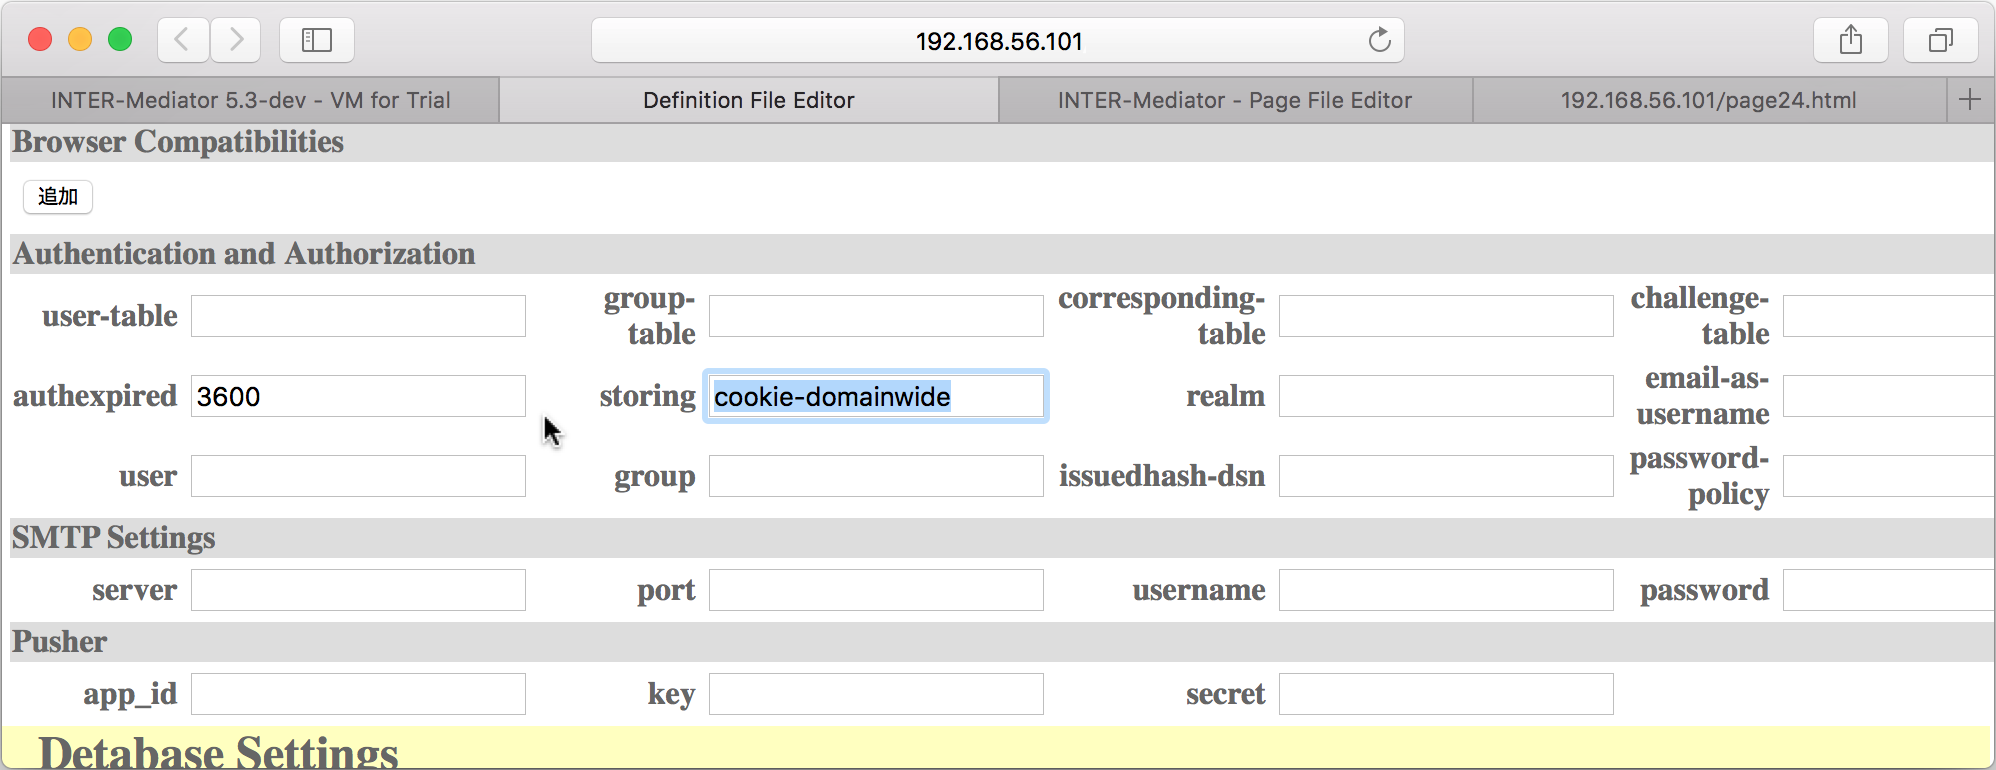 192.168.56.101
INTER-Mediator 5.3-dev - VM for Trial
Definition File Editor
INTER-Mediator - Page File Editor
192.168.56.101/page24.html
Browser Compatibilities
追加
Authentication and Authorization
user-table
group-
table
corresponding-
table
challenge-
table
authexpired
3600
storing
cookie-domainwide
realm
email-as-
username
user
group
issuedhash-dsn
password-
policy
SMTP Settings
server
port
username
password
Pusher
app_id
key
secret
Detabase Settings